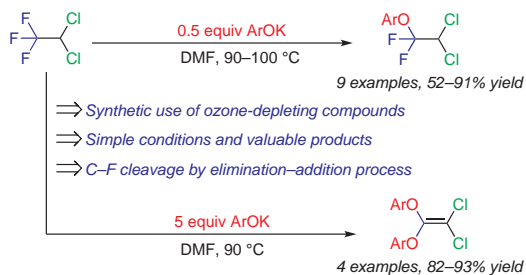 F Cl
F
F Cl
0.5 equiv ArOK
DMF, 90–100 °C
ArO Cl
F
F Cl
9 examples, 52–91% yield
⇒ Synthetic use of ozone-depleting compounds
⇒ Simple conditions and valuable products
⇒ C–F cleavage by elimination–addition process
5 equiv ArOK
DMF, 90 °C
ArO Cl
ArO Cl
4 examples, 82–93% yield